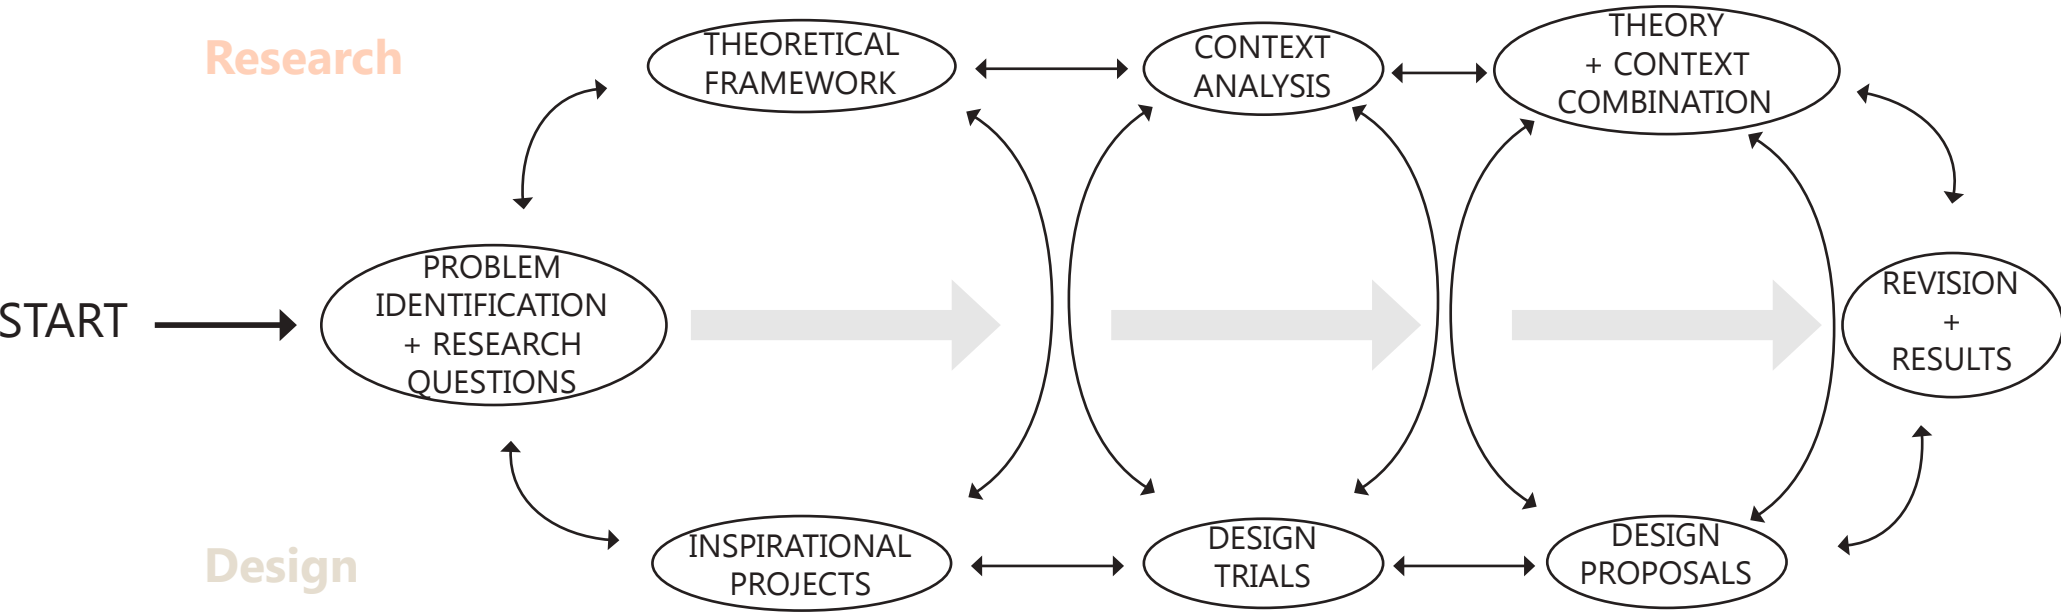 Research
THEORETICAL
FRAMEWORK
CONTEXT
ANALYSIS
THEORY
+ CONTEXT
COMBINATION
START
PROBLEM
IDENTIFICATION
+ RESEARCH
QUESTIONS
REVISION
+
RESULTS
Design
INSPIRATIONAL
PROJECTS
DESIGN
TRIALS
DESIGN
PROPOSALS